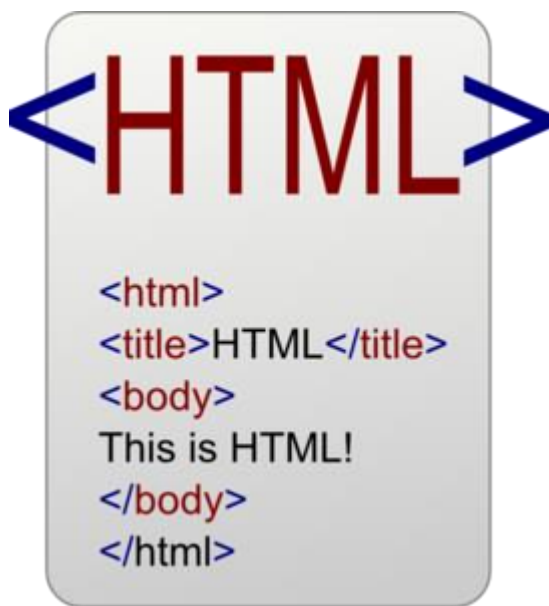 <HTML>
<html>
<title>HTML</title>
<body>
This is HTML!
</body>
</html>